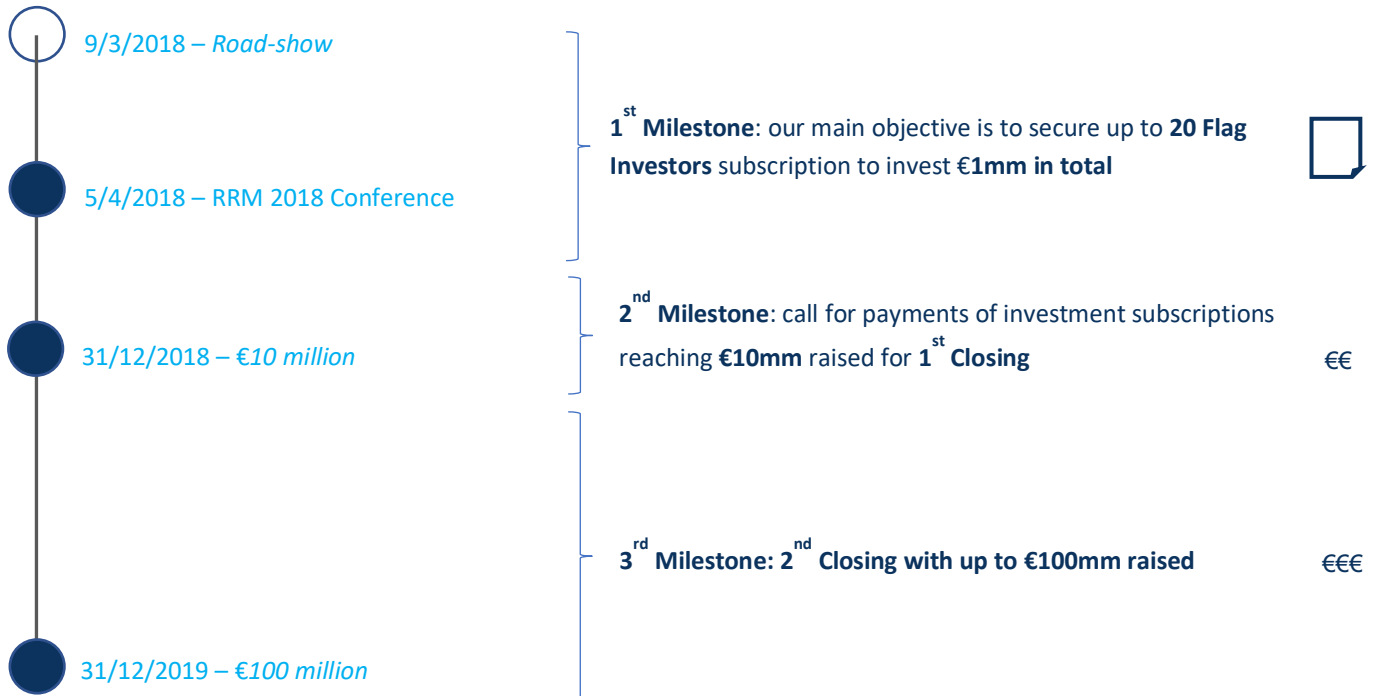 9/3/2018 – Road-show
1st Milestone: our main objective is to secure up to 20 Flag
Investors subscription to invest €1mm in total
5/4/2018 – RRM 2018 Conference
2nd Milestone: call for payments of investment subscriptions
reaching €10mm raised for 1st Closing
€€
31/12/2018 – €10 million
3rd Milestone: 2nd Closing with up to €100mm raised
€€€
31/12/2019 – €100 million